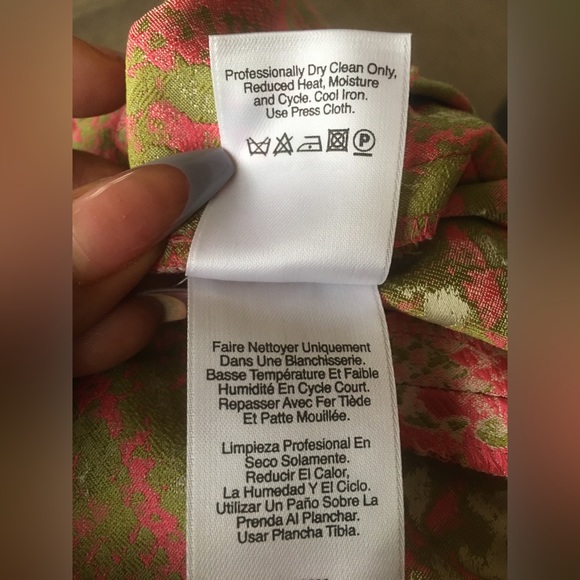 Professionally Dry Clean Only,
Reduced Heat, Moisture
and Cycle. Cool Iron.
Use Press Cloth.
P
Faire Nettoyer Uniquement
Dans Une Blanchisserie.
Basse Température Et Faible
Humidité En Cycle Court.
Repasser Avec Fer Tlède
Et Patte Mouillée.
Limpieza Profesional En
Seco Solamente.
Reducir El Calor,
La Humedad Y El Ciclo.
Utilizar Un Paño Sobre La
Prenda Al Planchar.
Usar Plancha Tibia.